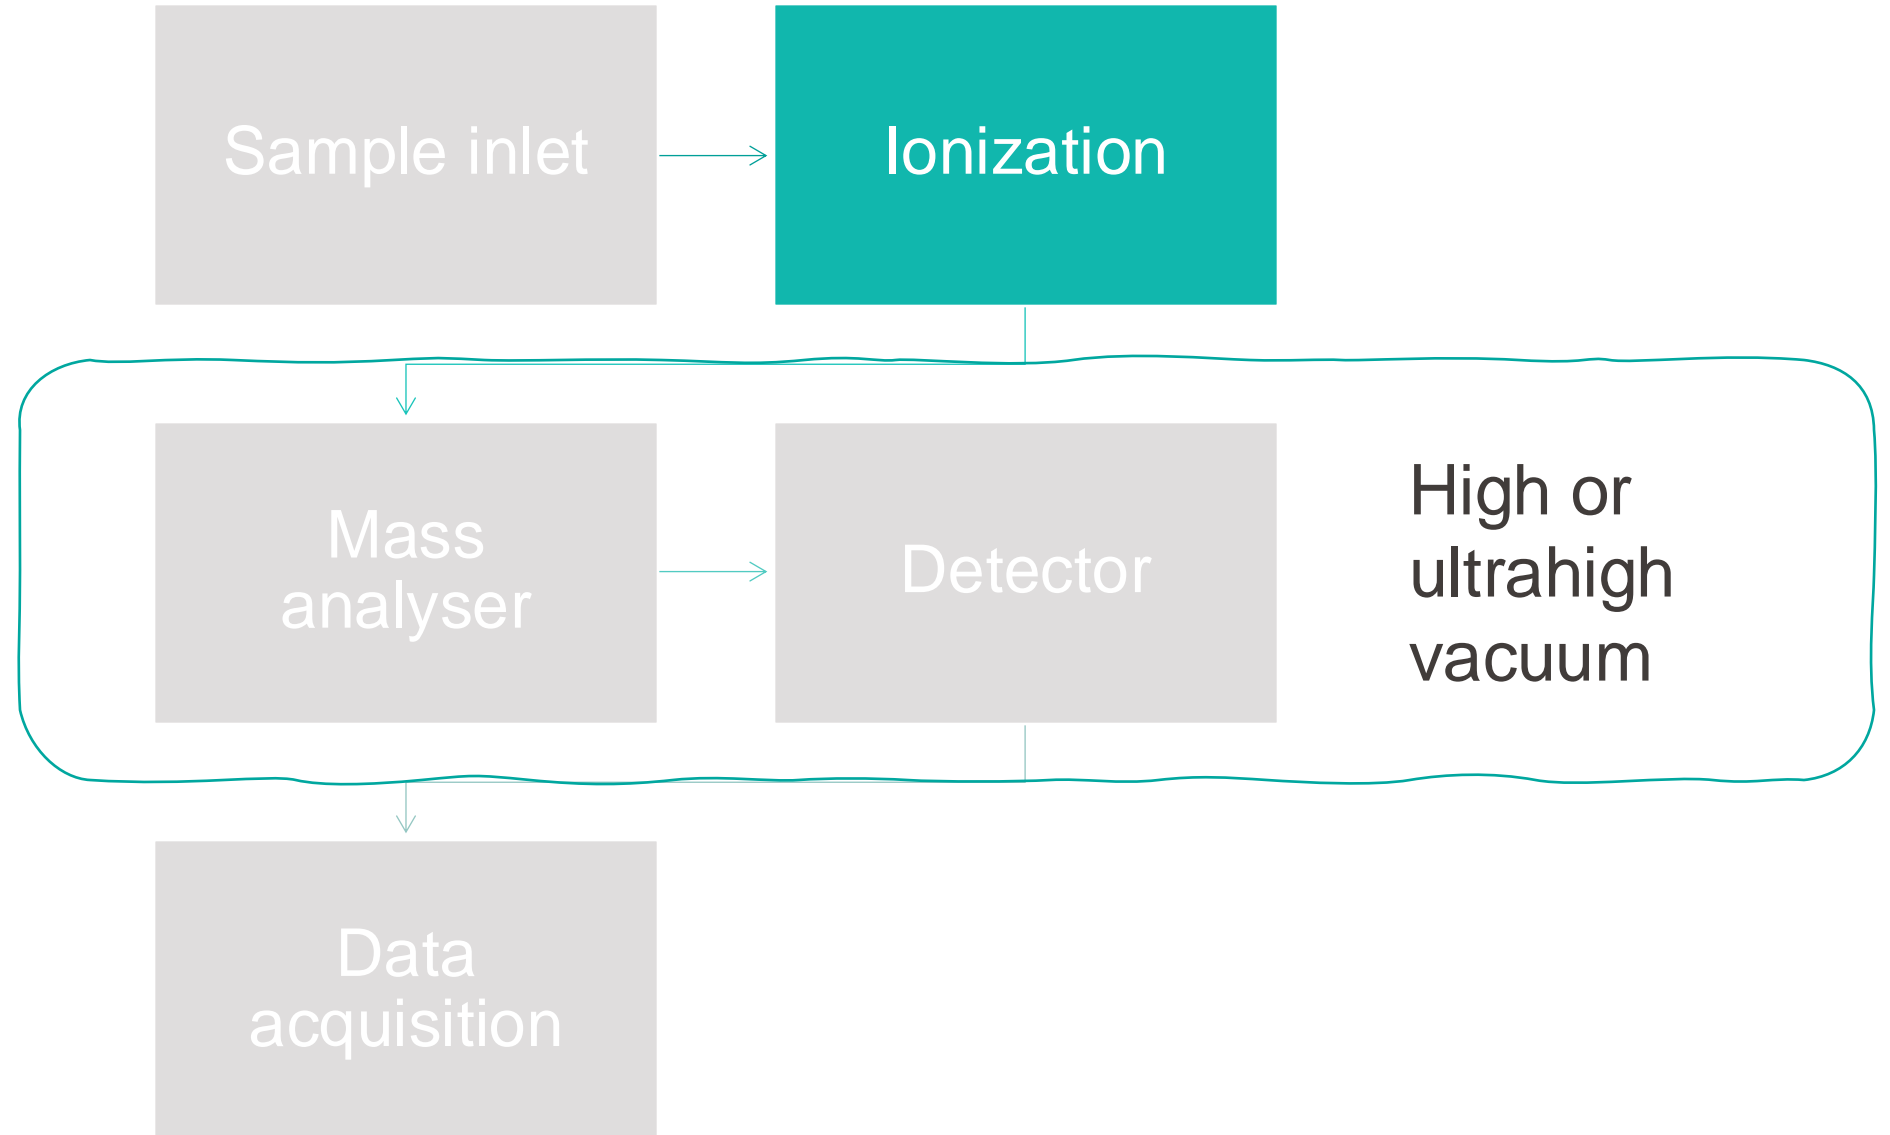 Sample inlet
Ionization
Mass
analyser
Detector
High or
ultrahigh
vacuum
Data
acquisition